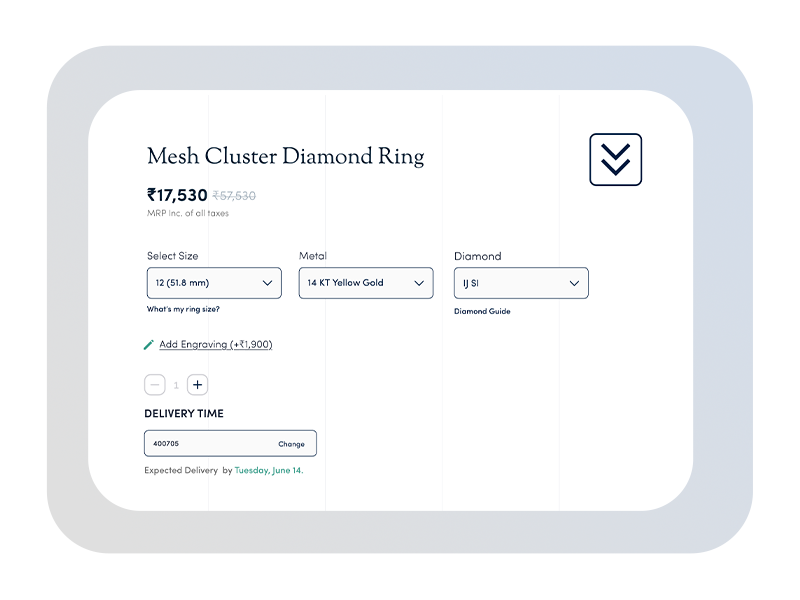 Mesh Cluster Diamond Ring
₹17,530 ₹57,530
MRP Inc. of all taxes
Select Size Metal Diamond
12 (51.8 mm) 14 KT Yellow Gold IJ SI
What's my ring size? Diamond Guide
Add Engraving (+₹1,900)
1
DELIVERY TIME
400705 Change
Expected Delivery by Tuesday, June 14.